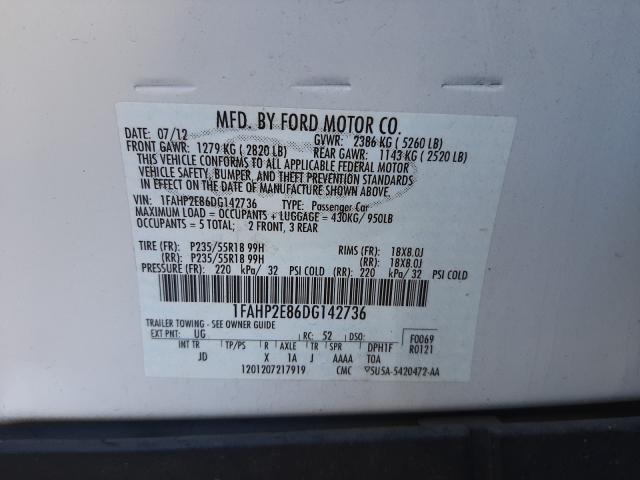 MFD. BY FORD MOTOR CO.
DATE: 07/12 GVWR: 2386 KG ( 5260 LB)
FRONT GAWR: 1279 KG ( 2820 LB) REAR GAWR: 1143 KG ( 2520 LB)
THIS VEHICLE CONFORMS TO ALL APPLICABLE FEDERAL MOTOR
VEHICLE SAFETY, BUMPER, AND THEFT PREVENTION STANDARDS
IN EFFECT ON THE DATE OF MANUFACTURE SHOWN ABOVE.
VIN: 1FAHP2E86DG142736 TYPE: Passenger Car
MAXIMUM LOAD = OCCUPANTS + LUGGAGE = 430KG/ 950LB
OCCUPANTS = 5 TOTAL; 2 FRONT, 3 REAR
TIRE (FR): P235/55R18 99H RIMS (FR): 18X8.0J
(RR): P235/55R18 99H (RR): 18X8.0J
PRESSURE (FR): 220 kPa/ 32 PSI COLD (RR): 220 kPa/ 32 PSI COLD
1FAHP2E86DG142736
TRAILER TOWING - SEE OWNER GUIDE
EXT PNT: UG RC: 52 DSO: F0069
INT TR TP/PS R AXLE TR SPR DPH1F R0121
JD X 1A J AAAA TOA
1201207217919 CMC 5U5A-5420472-AA